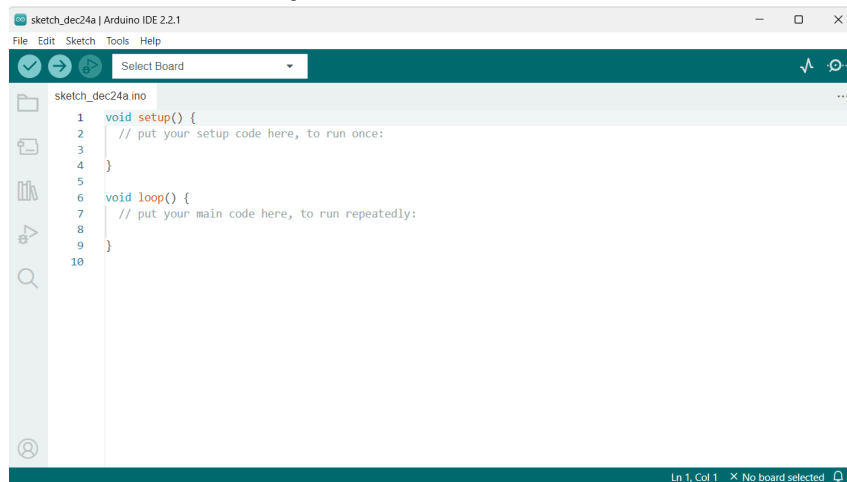 sketch_dec24a | Arduino IDE 2.2.1
File Edit Sketch Tools Help
Select Board
sketch_dec24a.ino
1 void setup() {
2 // put your setup code here, to run once:
3
4 }
5
6 void loop() {
7 // put your main code here, to run repeatedly:
8
9 }
10
Ln 1, Col 1 × No board selected